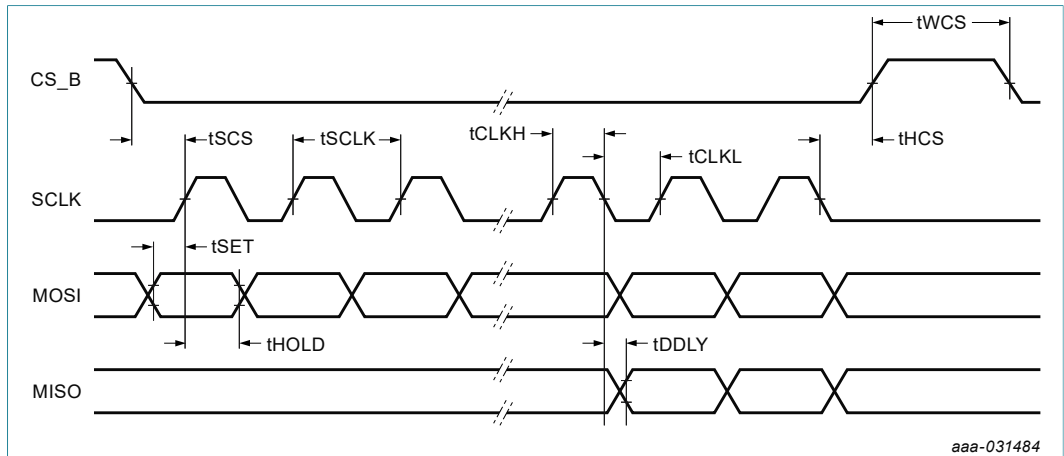 tWCS
CS_B
tSCS
tSCLK
tCLKH
tHCS
tCLKL
SCLK
tSET
MOSI
tHOLD
tDDLY
MISO
aaa-031484